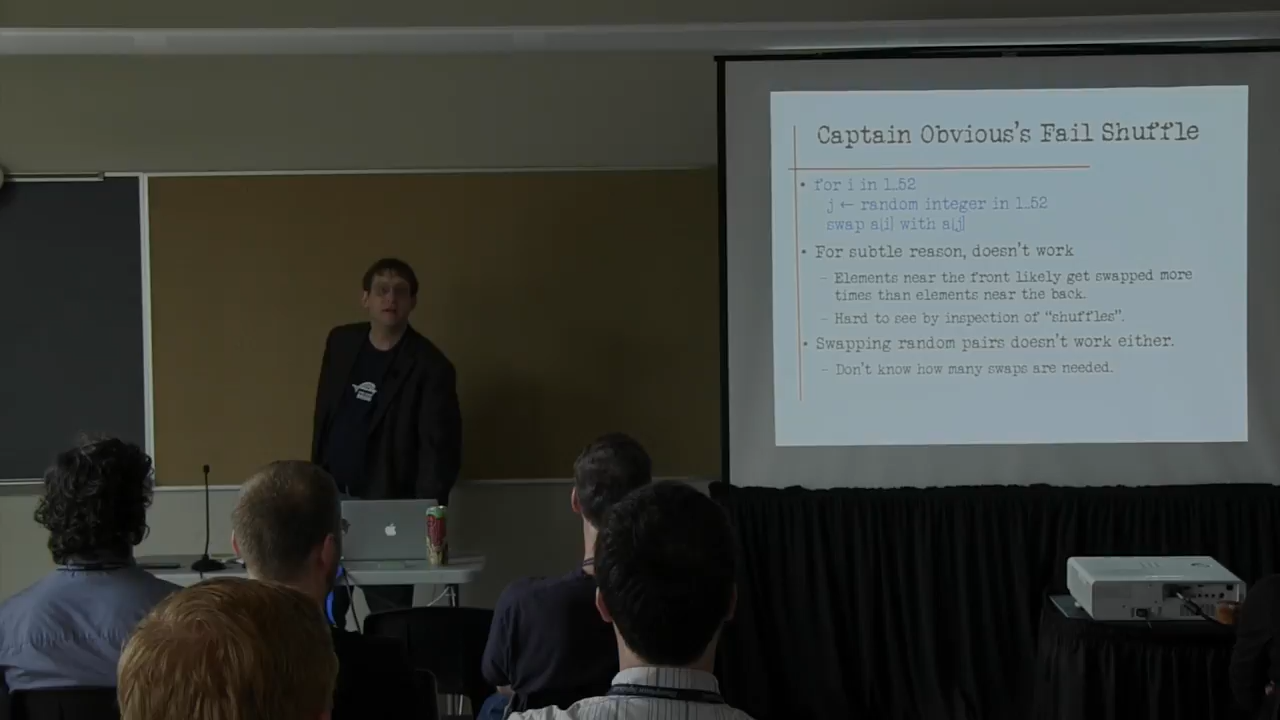 Captain Obvious's Fail Shuffle
• for i in 1..52
j ← random integer in 1..52
swap a[i] with a[j]
• For subtle reason, doesn't work
– Elements near the front likely get swapped more
times than elements near the back.
– Hard to see by inspection of "shuffles".
• Swapping random pairs doesn't work either.
– Don't know how many swaps are needed.